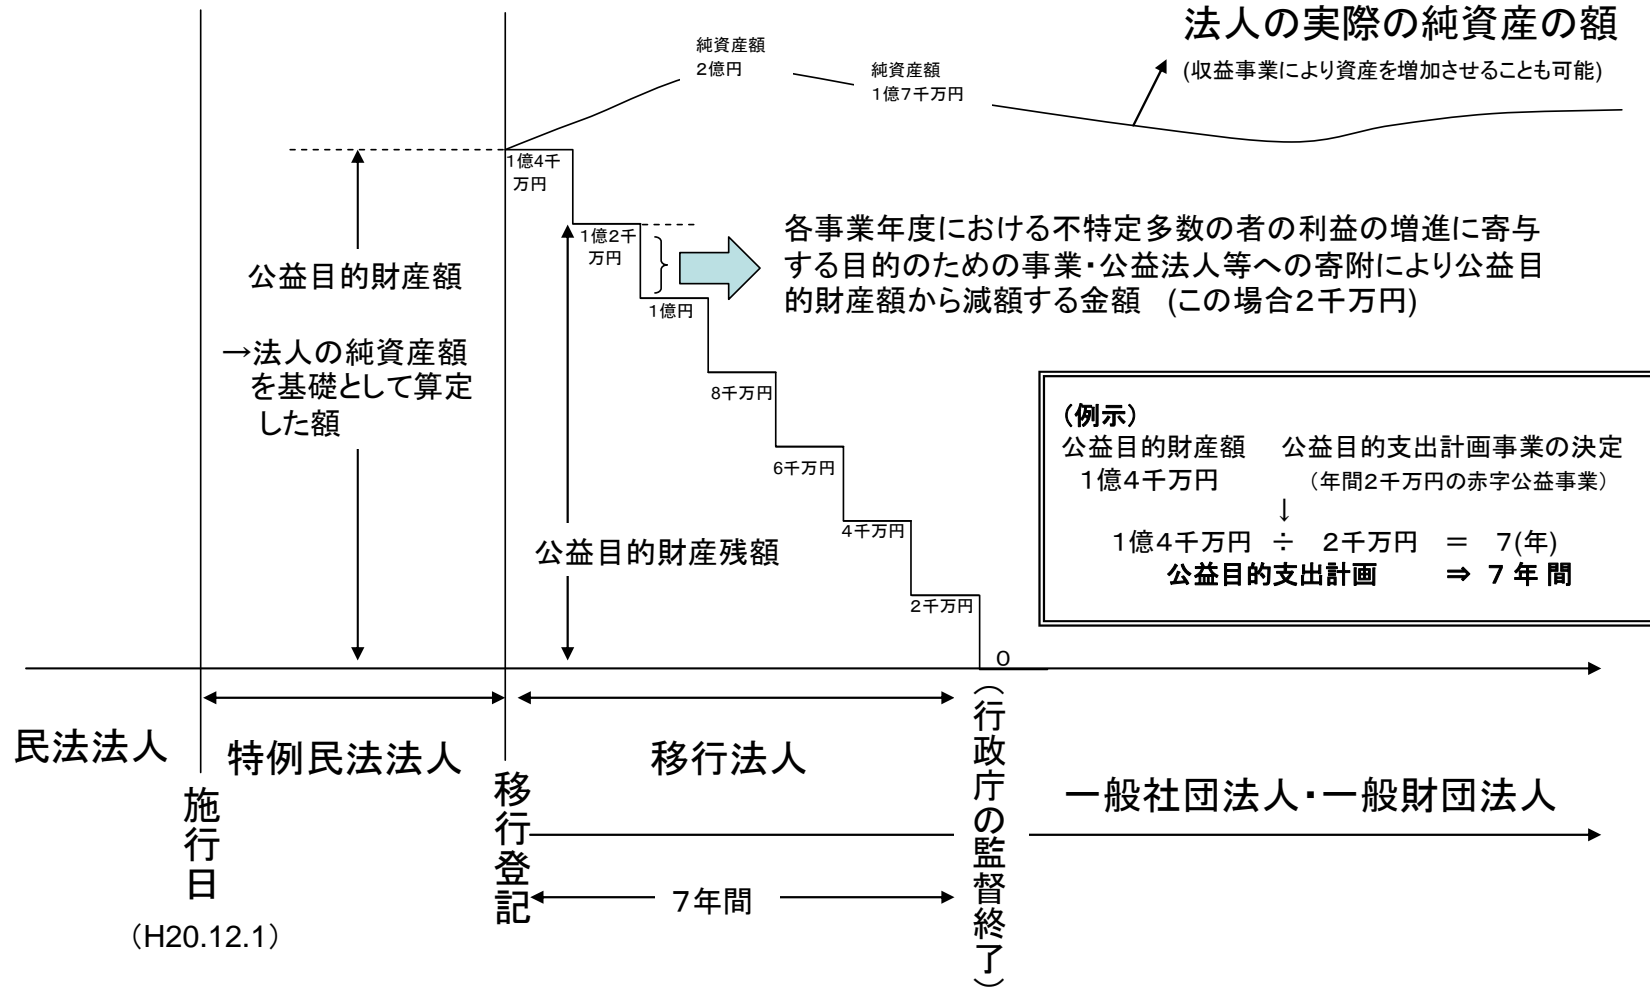 法人の実際の純資産の額
(収益事業により資産を増加させることも可能)
純資産額
2億円
純資産額
1億7千万円
1億4千
万円
1億2千
万円
1億円
8千万円
6千万円
4千万円
2千万円
0
各事業年度における不特定多数の者の利益の増進に寄与
する目的のための事業・公益法人等への寄附により公益目
的財産額から減額する金額 (この場合2千万円)
公益目的財産額
→法人の純資産額
を基礎として算定
した額
公益目的財産残額
(例示)
公益目的財産額 公益目的支出計画事業の決定
1億4千万円 (年間2千万円の赤字公益事業)
↓
1億4千万円 ÷ 2千万円 = 7(年)
公益目的支出計画 ⇒ 7年間
民法法人
特例民法法人
移行法人
一般社団法人・一般財団法人
施行日
(H20.12.1)
移行登記
7年間
(行政庁の監督終了)